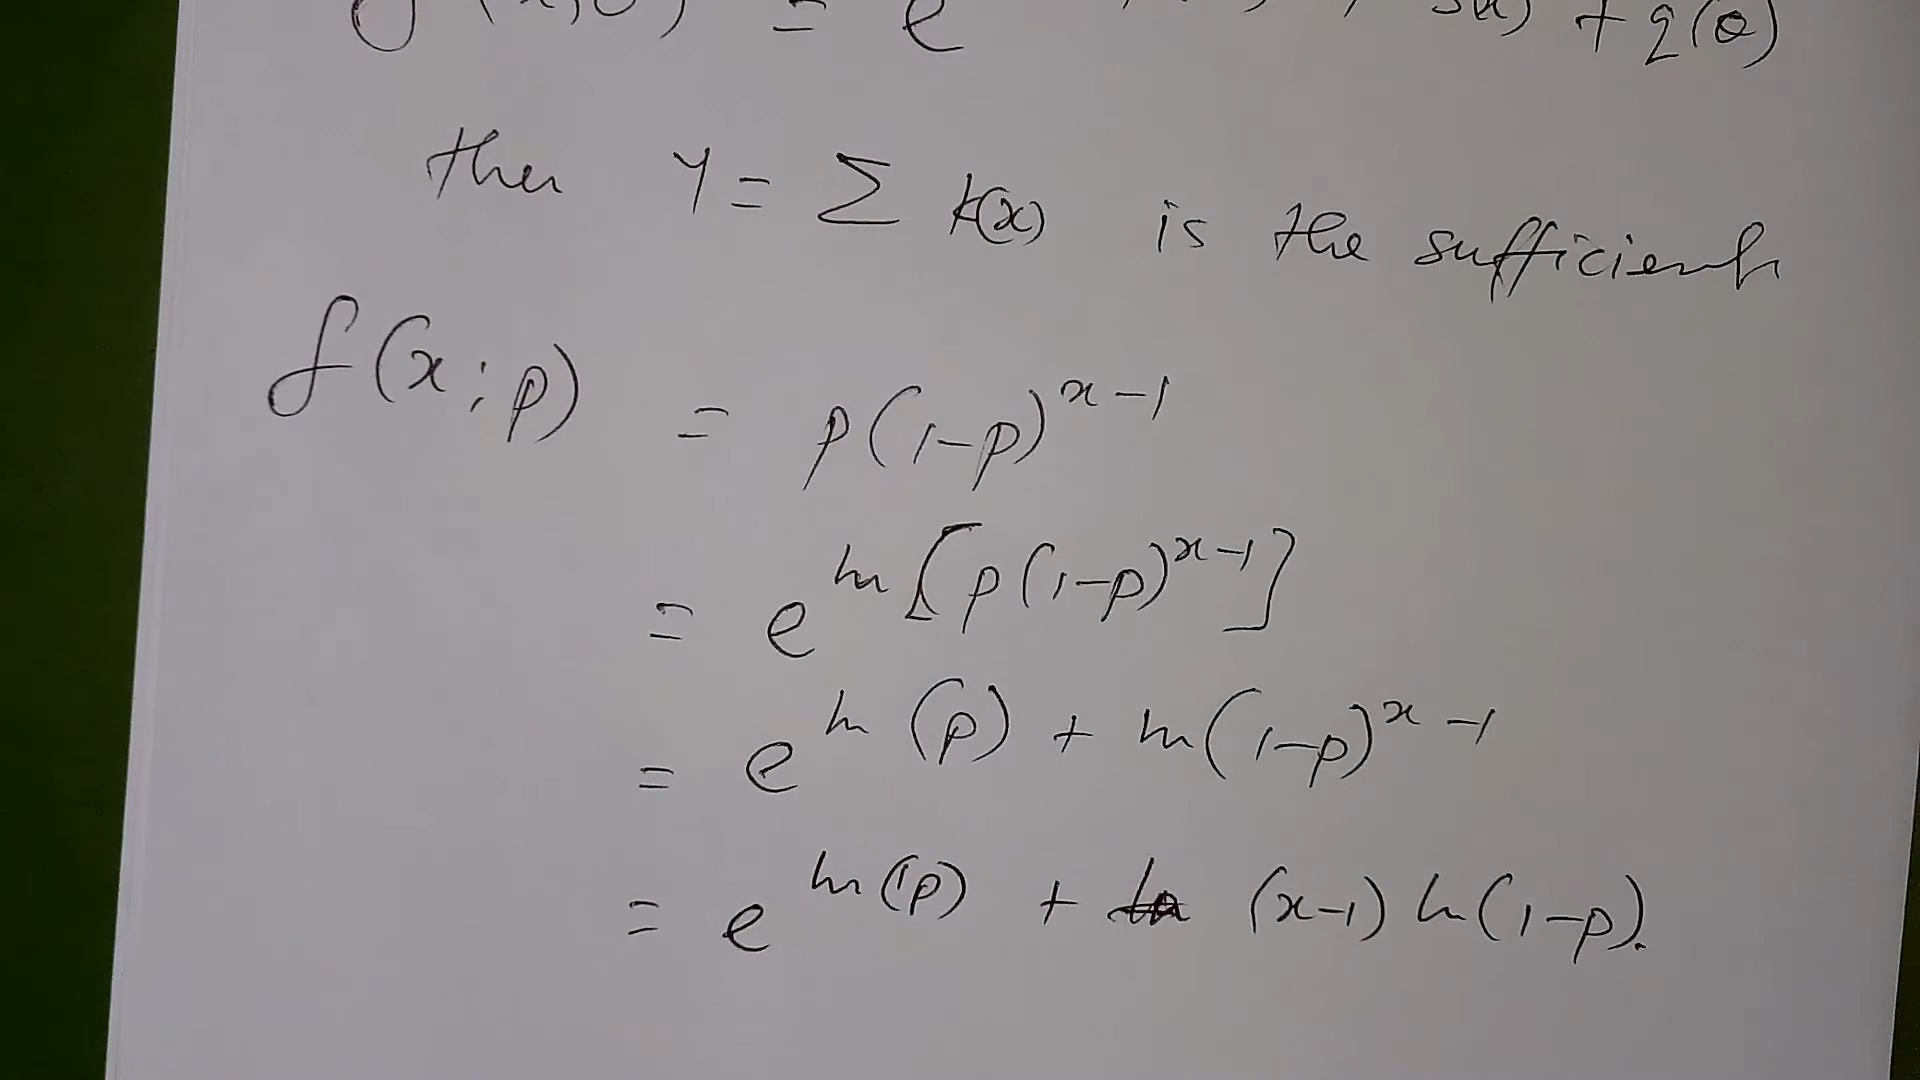 = e + q(θ)
then Y = Σ K(x) is the sufficient
f(x;p) = p(1-p)^{x-1}
= e^{ln[p(1-p)^{x-1}]}
= e^{ln(p) + ln(1-p)^{x-1}}
= e^{ln(p) + (x-1) ln(1-p).}